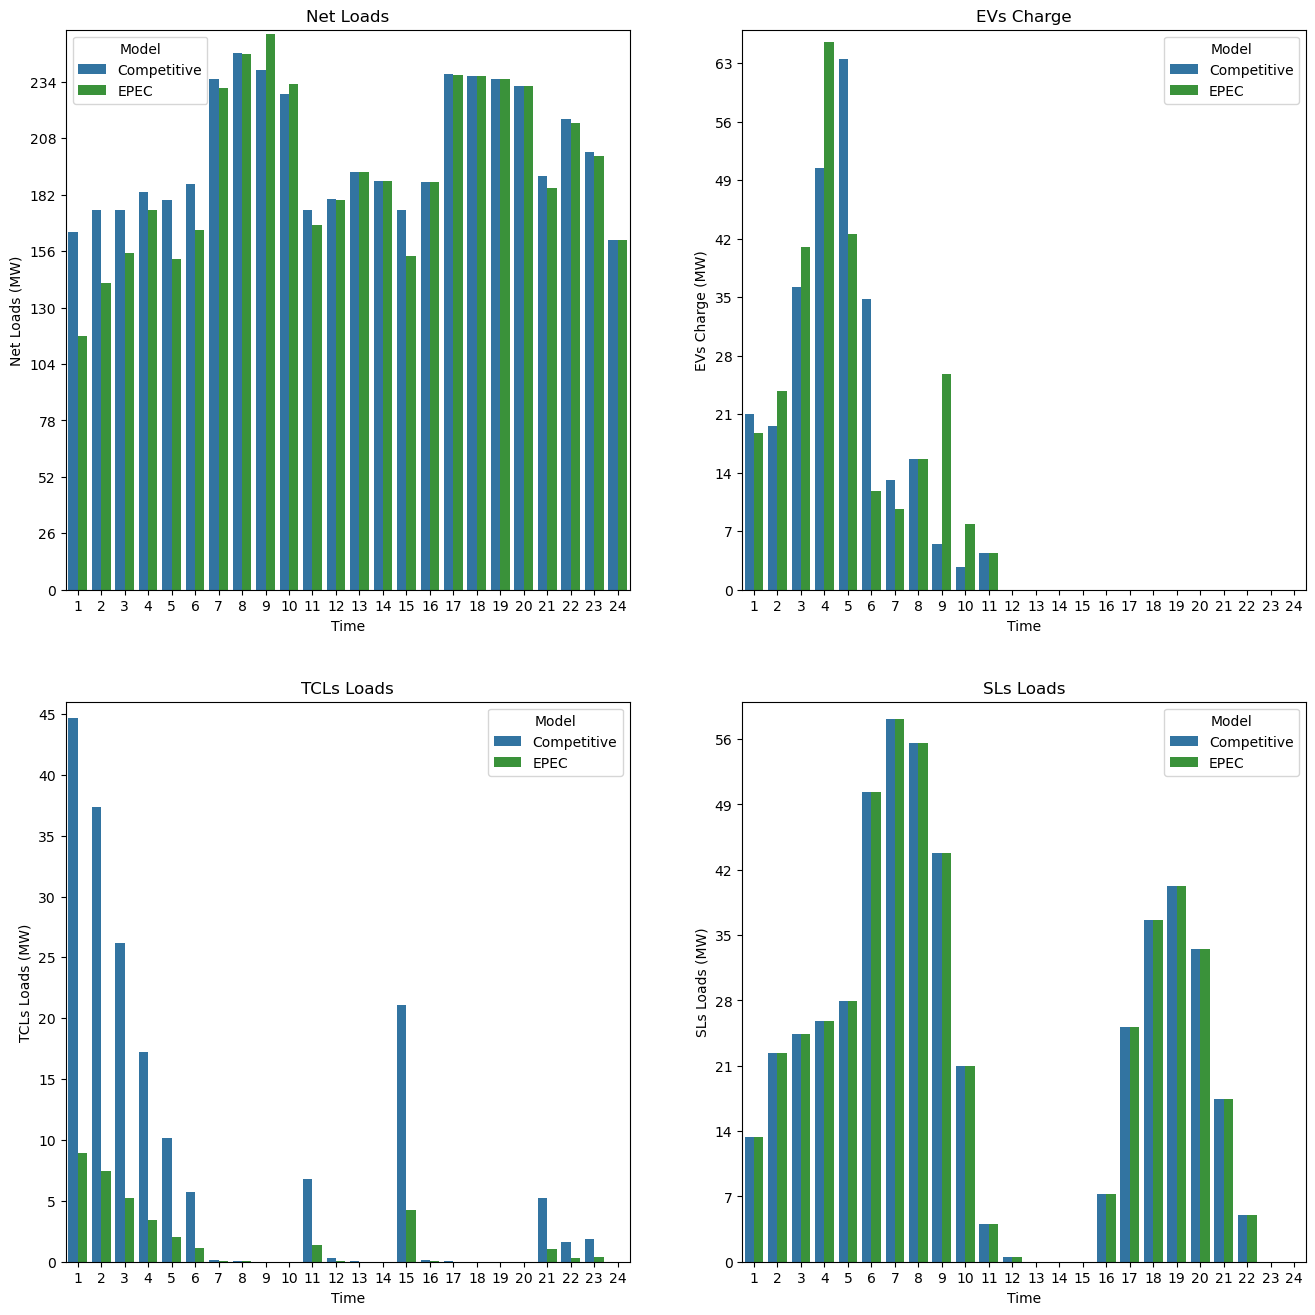 Net Loads
Model
Competitive
EPEC
Net Loads (MW)
234
208
182
156
130
104
78
52
26
0
1 2 3 4 5 6 7 8 9 10 11 12 13 14 15 16 17 18 19 20 21 22 23 24
Time
EVs Charge
Model
Competitive
EPEC
EVs Charge (MW)
63
56
49
42
35
28
21
14
7
0
1 2 3 4 5 6 7 8 9 10 11 12 13 14 15 16 17 18 19 20 21 22 23 24
Time
TCLs Loads
Model
Competitive
EPEC
TCLs Loads (MW)
45
40
35
30
25
20
15
10
5
0
1 2 3 4 5 6 7 8 9 10 11 12 13 14 15 16 17 18 19 20 21 22 23 24
Time
SLs Loads
Model
Competitive
EPEC
SLs Loads (MW)
56
49
42
35
28
21
14
7
0
1 2 3 4 5 6 7 8 9 10 11 12 13 14 15 16 17 18 19 20 21 22 23 24
Time